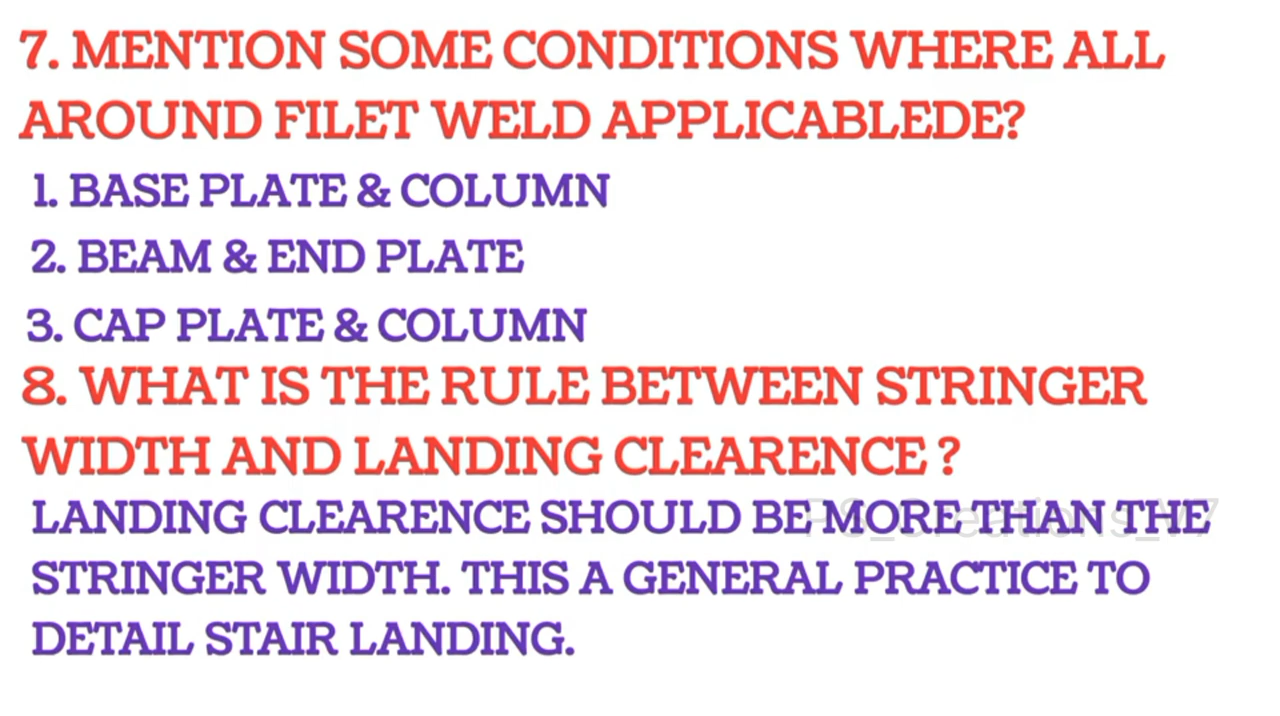 7. MENTION SOME CONDITIONS WHERE ALL
AROUND FILET WELD APPLICABLEDE?
1. BASE PLATE & COLUMN
2. BEAM & END PLATE
3. CAP PLATE & COLUMN
8. WHAT IS THE RULE BETWEEN STRINGER
WIDTH AND LANDING CLEARENCE ?
LANDING CLEARENCE SHOULD BE MORE THAN THE
PS_Creations_V7
STRINGER WIDTH. THIS A GENERAL PRACTICE TO
DETAIL STAIR LANDING.